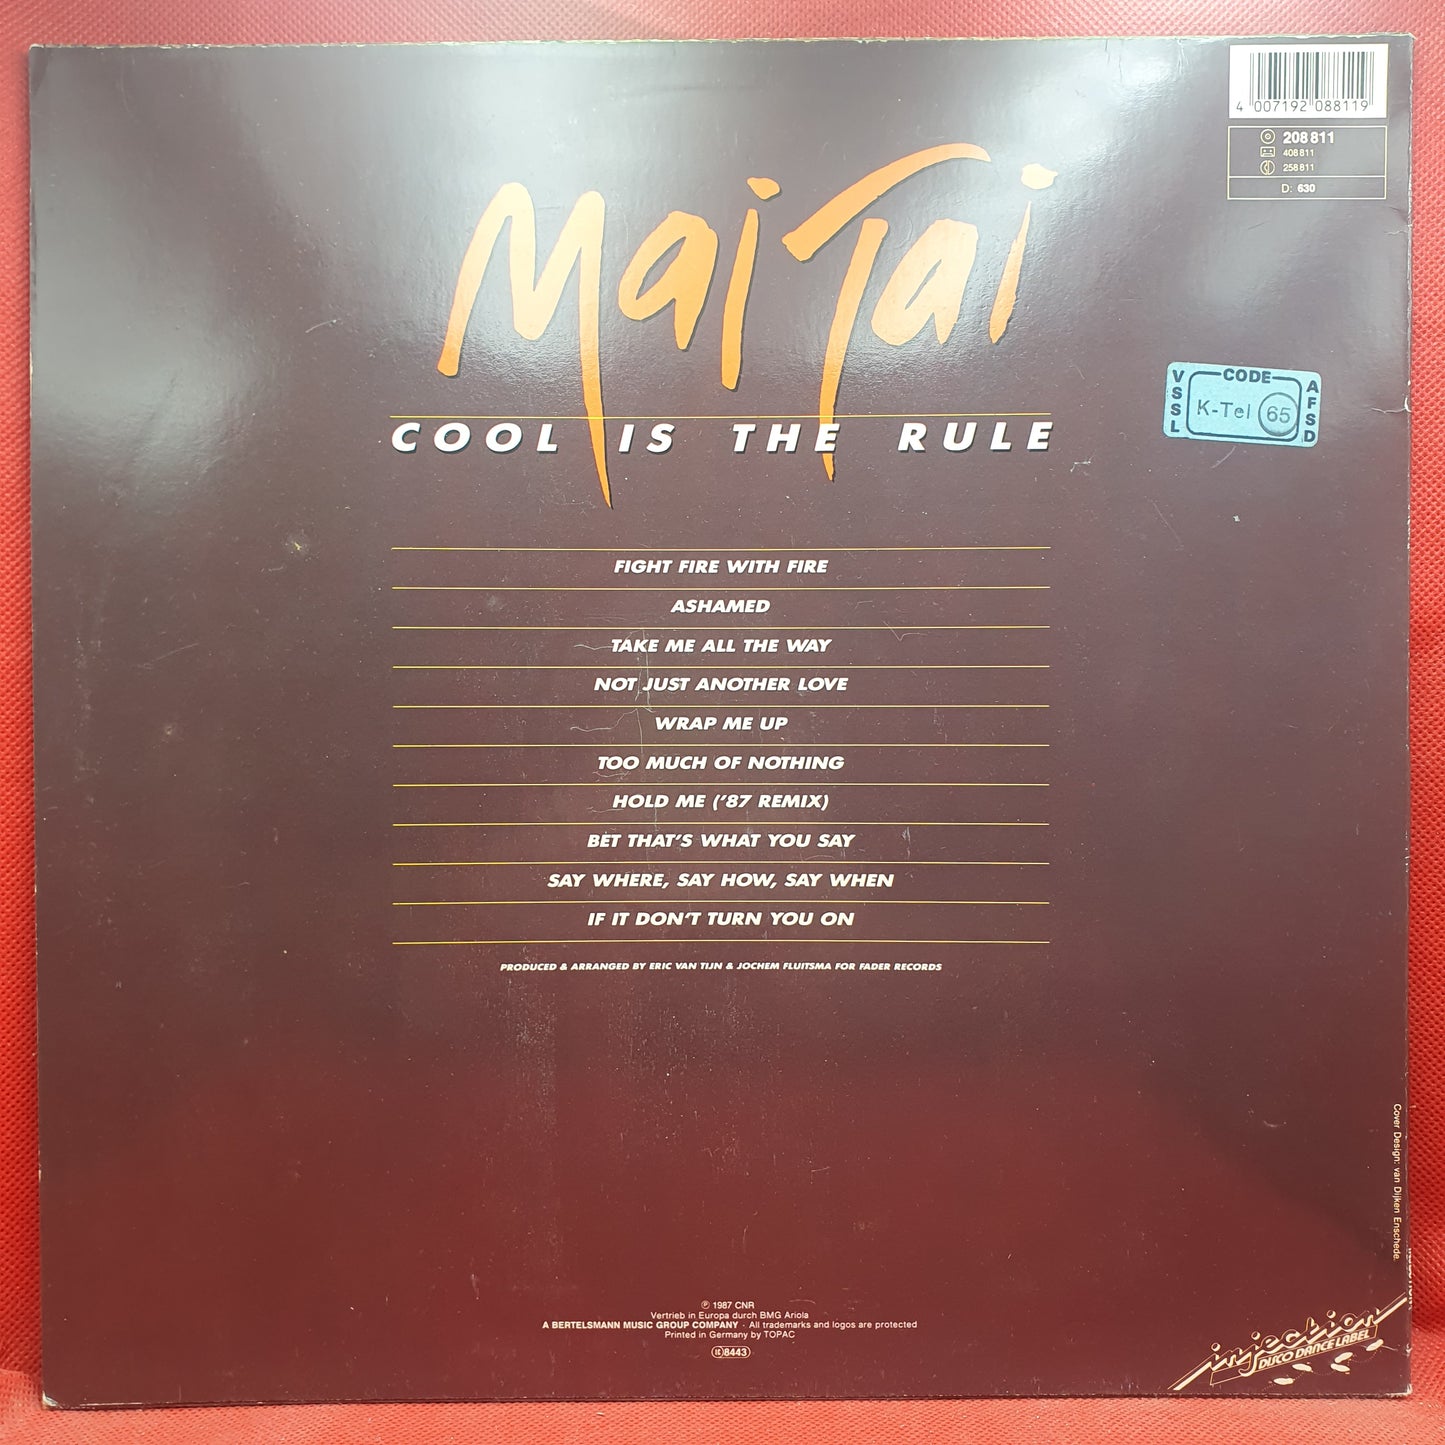 4 007192 088119
208 811
408 811
258 811
D: 630
Mai Tai
COOL IS THE RULE
VSSL
CODE
K-Tel 65
AFSD
FIGHT FIRE WITH FIRE
ASHAMED
TAKE ME ALL THE WAY
NOT JUST ANOTHER LOVE
WRAP ME UP
TOO MUCH OF NOTHING
HOLD ME ('87 REMIX)
BET THAT'S WHAT YOU SAY
SAY WHERE, SAY HOW, SAY WHEN
IF IT DON'T TURN YOU ON
PRODUCED & ARRANGED BY ERIC VAN TIJN & JOCHEM FLUITSMA FOR FADER RECORDS
Cover Design: van Dijken Enschede.
℗ 1987 CNR
Vertrieb in Europa durch BMG Ariola
A BERTELSMANN MUSIC GROUP COMPANY · All trademarks and logos are protected
Printed in Germany by TOPAC
LC 8443
injection
DISCO DANCE LABEL